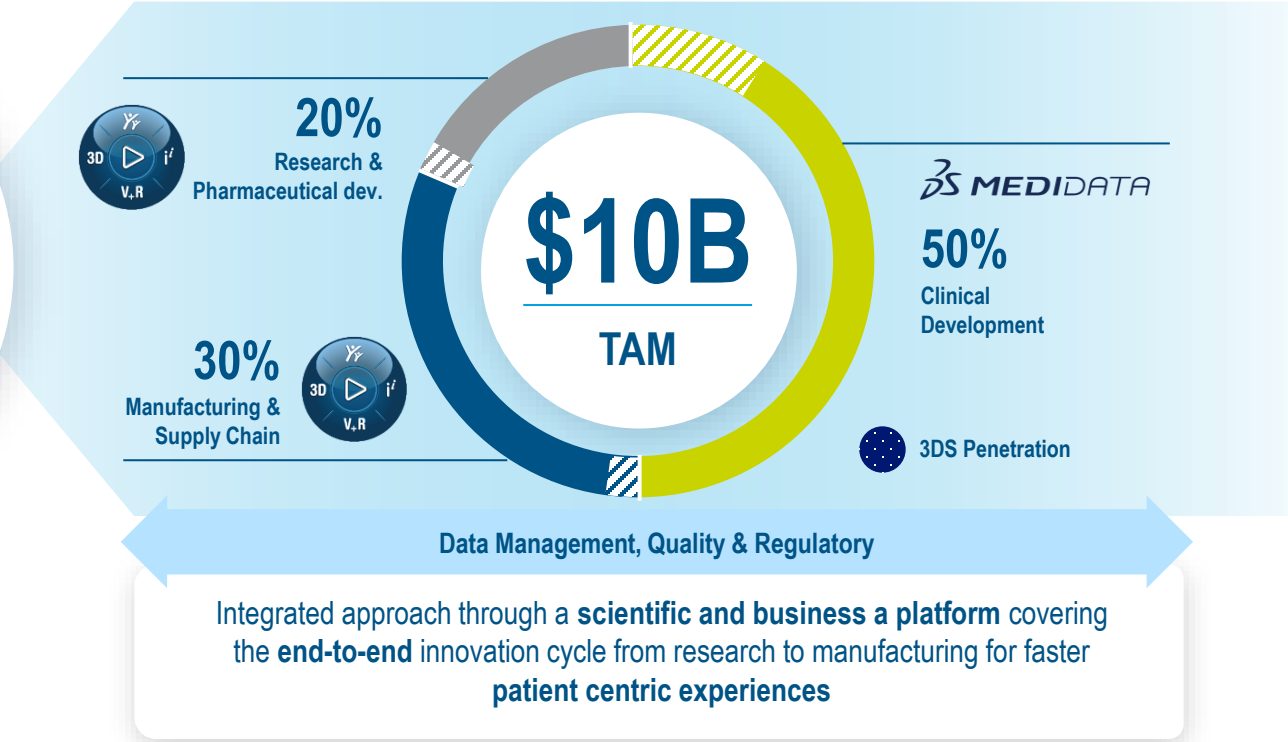 20%
Research &
Pharmaceutical dev.
3D
V+R
30%
Manufacturing &
Supply Chain
3D
V+R
$10B
TAM
3DS MEDIDATA
50%
Clinical
Development
3DS Penetration
Data Management, Quality & Regulatory
Integrated approach through a scientific and business a platform covering
the end-to-end innovation cycle from research to manufacturing for faster
patient centric experiences